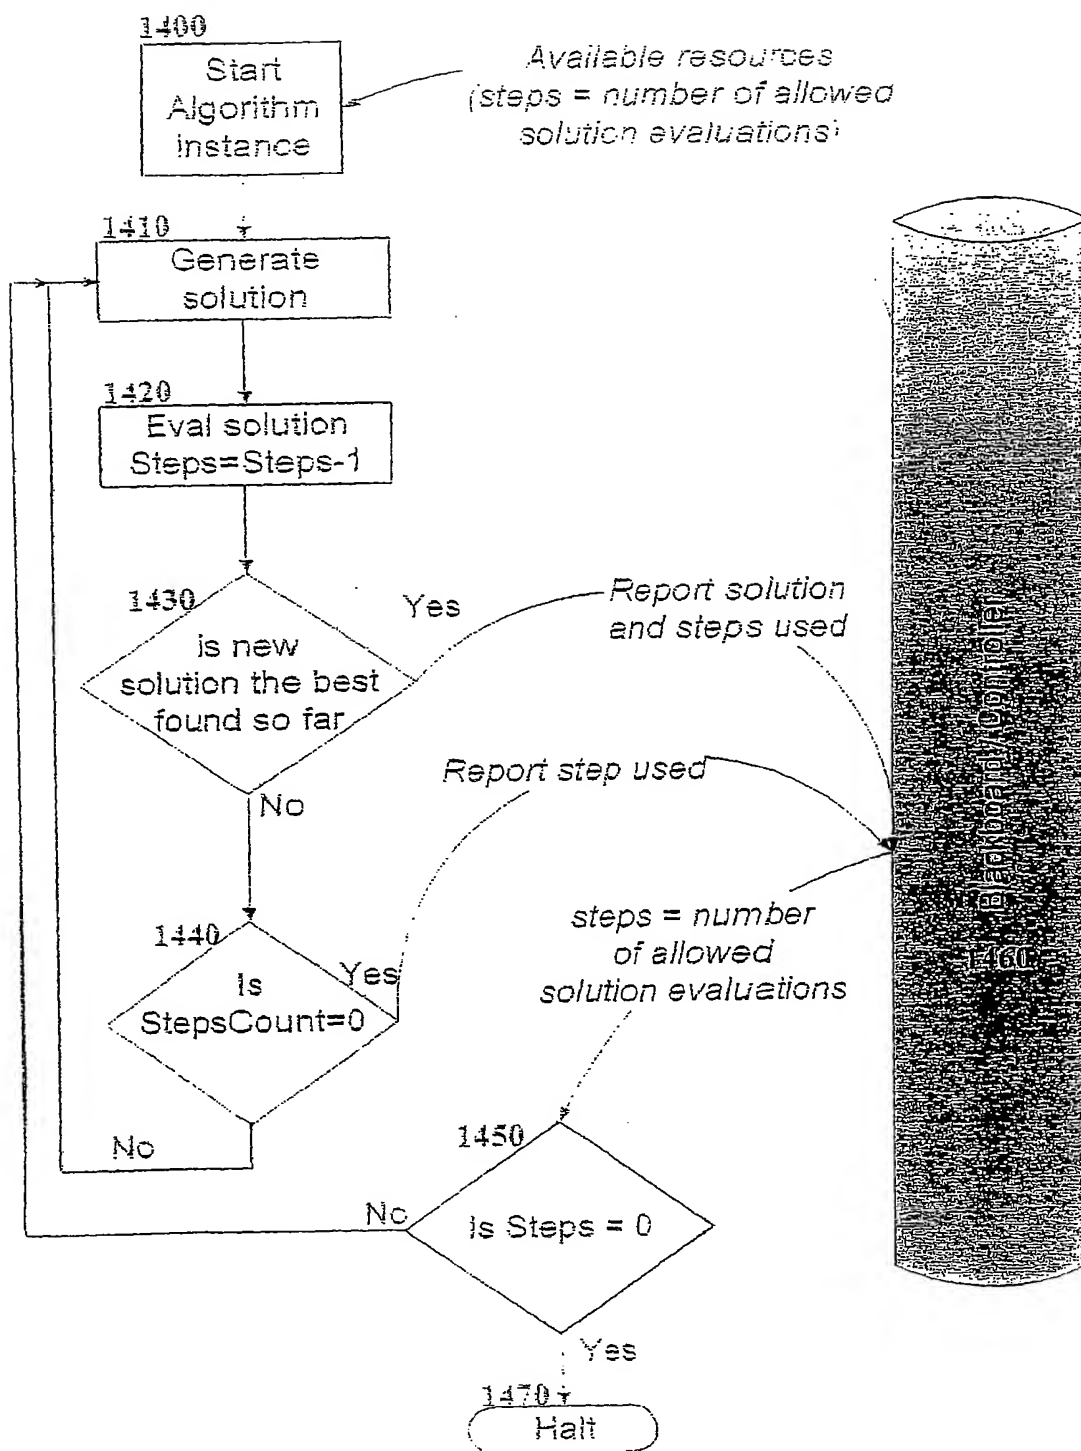 1400
Start
Algorithm
instance
Available resources
(steps = number of allowed
solution evaluations)
1410
Generate
solution
1420
Eval solution
Steps=Steps-1
1430
is new
solution the best
found so far
Yes
Report solution
and steps used
No
Report step used
1440
Is
StepsCount=0
Yes
No
steps = number
of allowed
solution evaluations
Blackboard/Controller
1460
1450
Is Steps = 0
No
Yes
1470
Halt